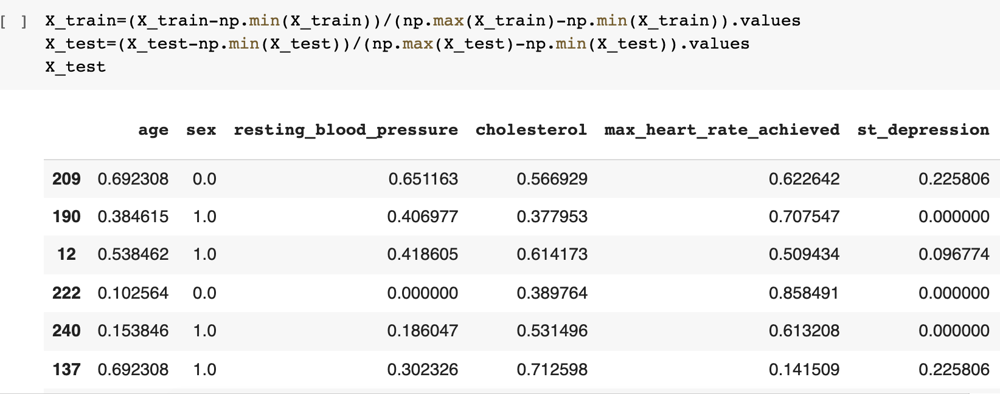 [ ] X_train=(X_train-np.min(X_train))/(np.max(X_train)-np.min(X_train)).values
X_test=(X_test-np.min(X_test))/(np.max(X_test)-np.min(X_test)).values
X_test
age sex resting_blood_pressure cholesterol max_heart_rate_achieved st_depression
209 0.692308 0.0 0.651163 0.566929 0.622642 0.225806
190 0.384615 1.0 0.406977 0.377953 0.707547 0.000000
12 0.538462 1.0 0.418605 0.614173 0.509434 0.096774
222 0.102564 0.0 0.000000 0.389764 0.858491 0.000000
240 0.153846 1.0 0.186047 0.531496 0.613208 0.000000
137 0.692308 1.0 0.302326 0.712598 0.141509 0.225806